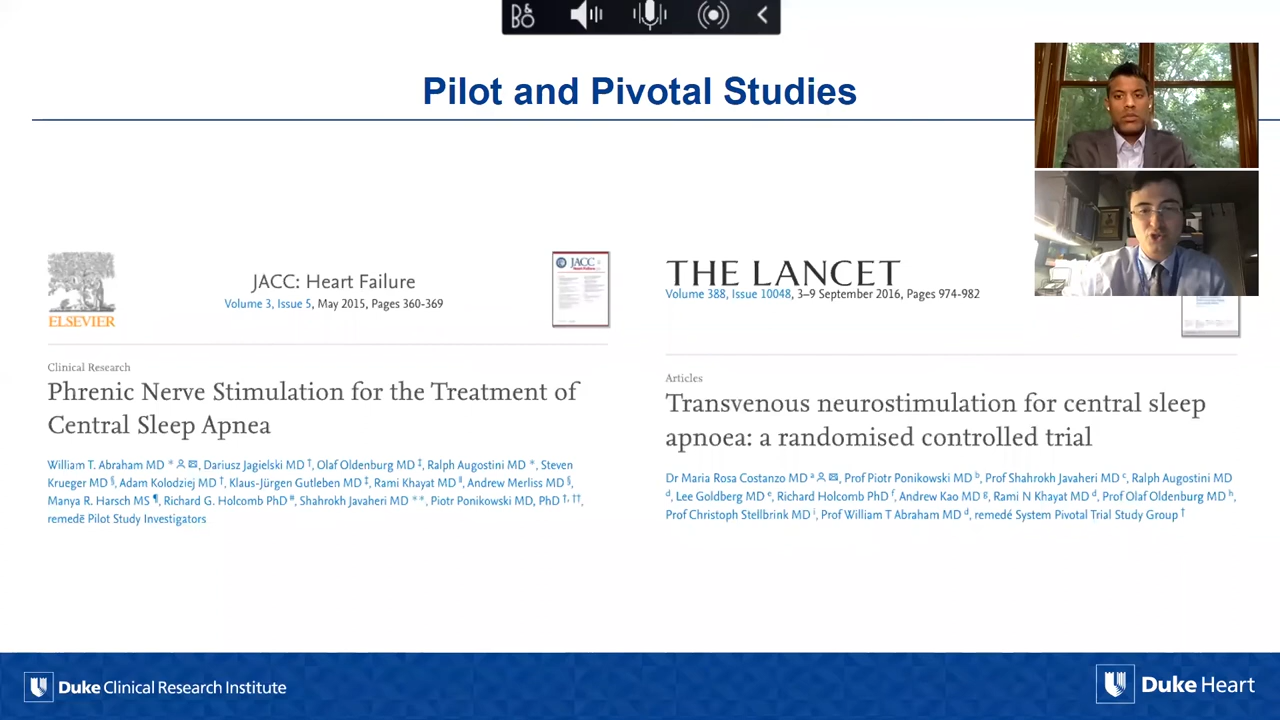 B&O
Pilot and Pivotal Studies
ELSEVIER
JACC: Heart Failure
Volume 3, Issue 5, May 2015, Pages 360-369
JACC
Heart Failure
Clinical Research
Phrenic Nerve Stimulation for the Treatment of
Central Sleep Apnea
William T. Abraham MD *, Dariusz Jagielski MD †, Olaf Oldenburg MD ‡, Ralph Augostini MD *, Steven
Krueger MD §, Adam Kolodziej MD †, Klaus-Jürgen Gutleben MD ‡, Rami Khayat MD ‖, Andrew Merliss MD §,
Manya R. Harsch MS ¶, Richard G. Holcomb PhD #, Shahrokh Javaheri MD **, Piotr Ponikowski MD, PhD †, ††,
remedē Pilot Study Investigators
THE LANCET
Volume 388, Issue 10048, 3–9 September 2016, Pages 974-982
Articles
Transvenous neurostimulation for central sleep
apnoea: a randomised controlled trial
Dr Maria Rosa Costanzo MD a, Prof Piotr Ponikowski MD b, Prof Shahrokh Javaheri MD c, Ralph Augostini MD
d, Lee Goldberg MD e, Richard Holcomb PhD f, Andrew Kao MD g, Rami N Khayat MD d, Prof Olaf Oldenburg MD h,
Prof Christoph Stellbrink MD i, Prof William T Abraham MD d, remedé System Pivotal Trial Study Group †
Duke Clinical Research Institute
Duke Heart